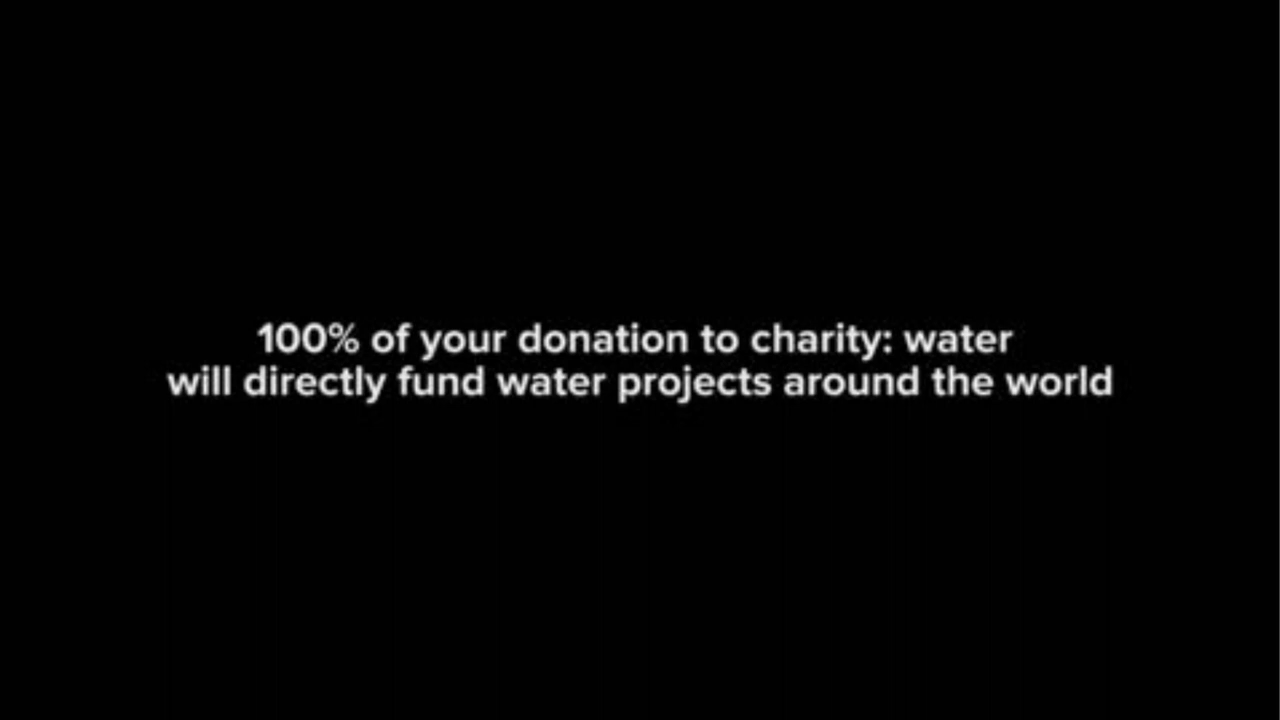 100% of your donation to charity: water
will directly fund water projects around the world